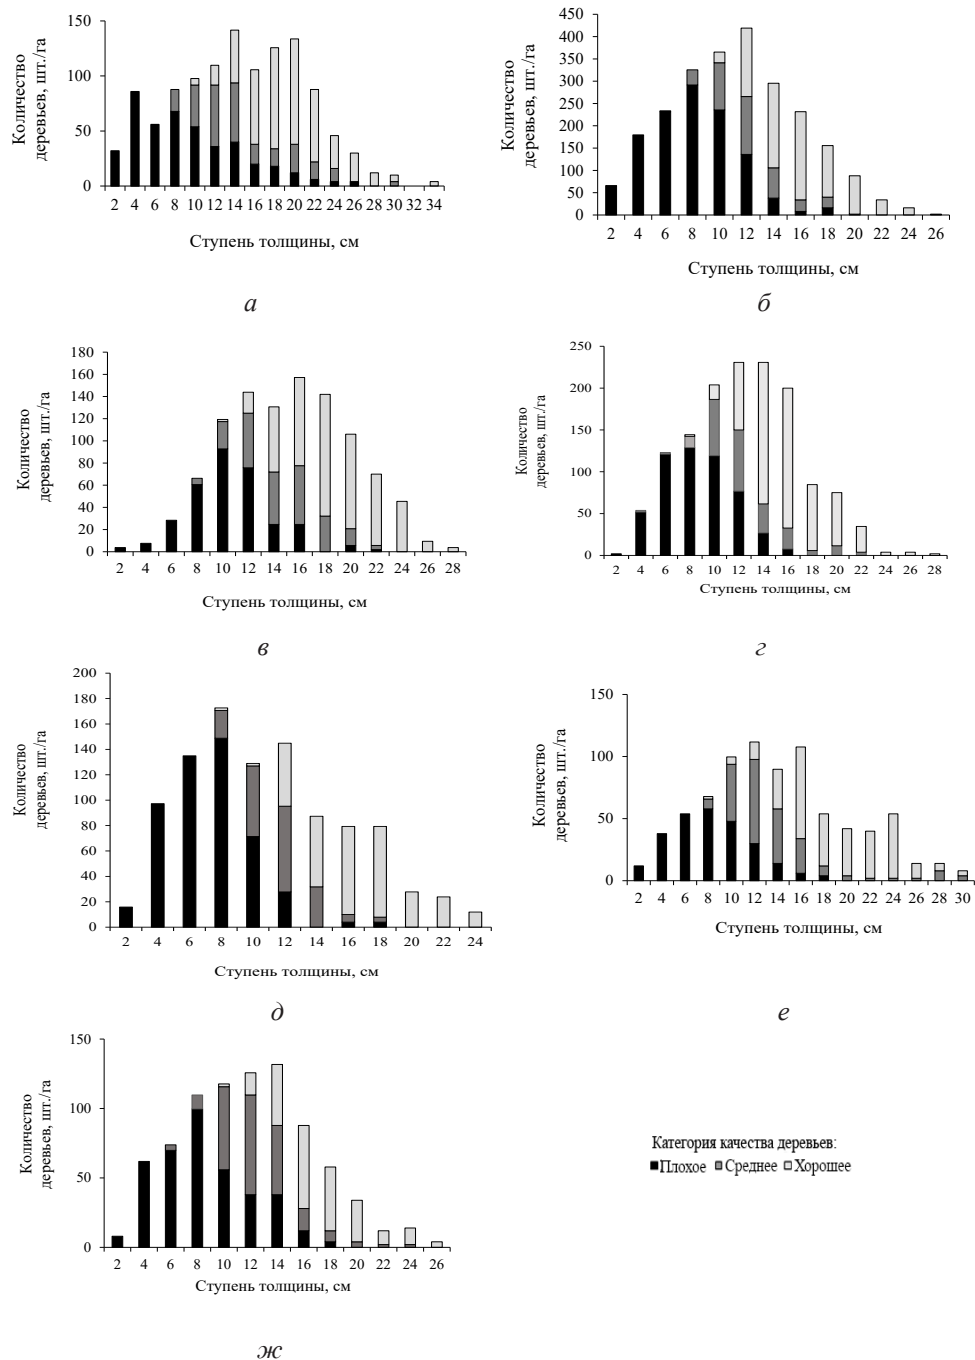 Количество
деревьев, шт./га
150
100
50
0
2 4 6 8 10 12 14 16 18 20 22 24 26 28 30 32 34
Ступень толщины, см
а
Количество
деревьев, шт./га
450
400
350
300
250
200
150
100
50
0
2 4 6 8 10 12 14 16 18 20 22 24 26
Ступень толщины, см
б
Количество
деревьев, шт./га
180
160
140
120
100
80
60
40
20
0
2 4 6 8 10 12 14 16 18 20 22 24 26 28
Ступень толщины, см
в
Количество
деревьев, шт./га
250
200
150
100
50
0
2 4 6 8 10 12 14 16 18 20 22 24 26 28
Ступень толщины, см
г
Количество
деревьев, шт./га
200
180
160
140
120
100
80
60
40
20
0
2 4 6 8 10 12 14 16 18 20 22 24
Ступень толщины, см
д
Количество
деревьев, шт./га
150
100
50
0
2 4 6 8 10 12 14 16 18 20 22 24 26 28 30
Ступень толщины, см
е
Количество
деревьев, шт./га
150
100
50
0
2 4 6 8 10 12 14 16 18 20 22 24 26
Ступень толщины, см
ж
Категория качества деревьев:
Плохое Среднее Хорошее